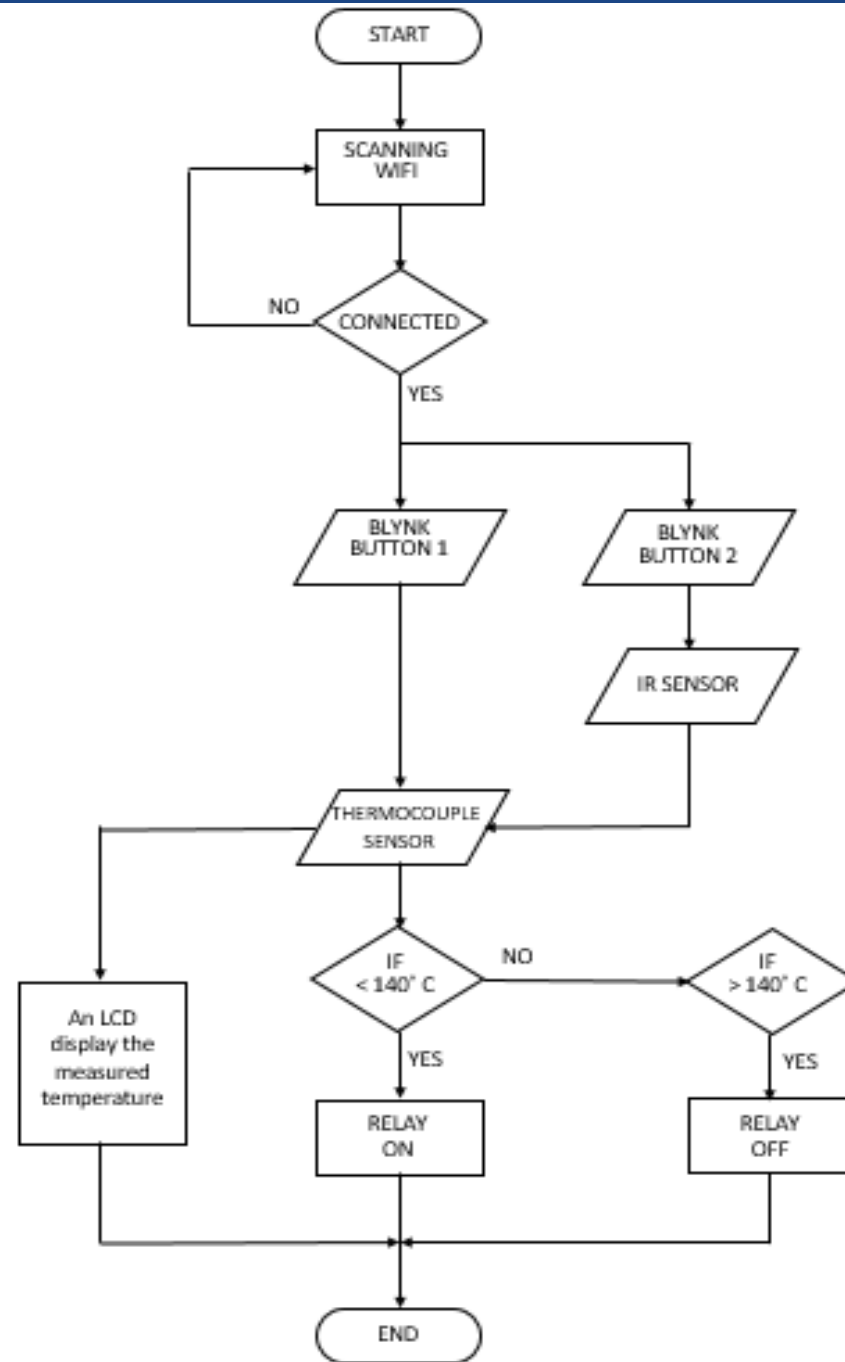 START
SCANNING
WIFI
NO
CONNECTED
YES
BLYNK
BUTTON 1
BLYNK
BUTTON 2
IR SENSOR
THERMOCOUPLE
SENSOR
IF
< 140˚ C
NO
IF
> 140˚ C
An LCD
display the
measured
temperature
YES
YES
RELAY
ON
RELAY
OFF
END